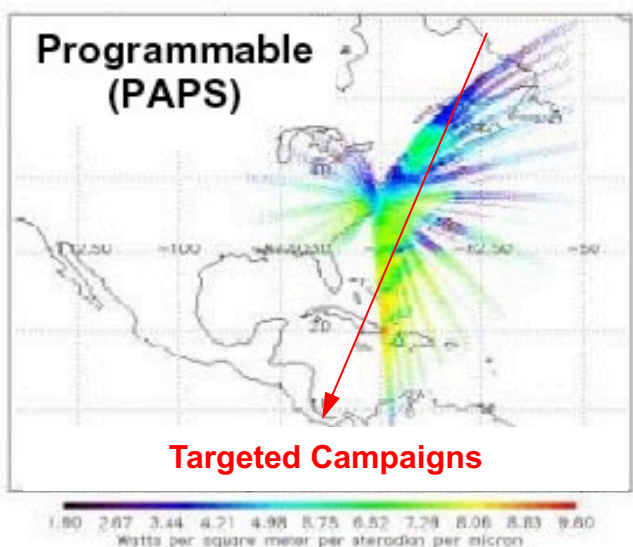 Programmable
(PAPS)
-100
-50
20
Targeted Campaigns
1.90 2.67 3.44 4.21 4.98 5.75 6.52 7.29 8.06 8.83 9.60
Watts per square meter per steradian per micron